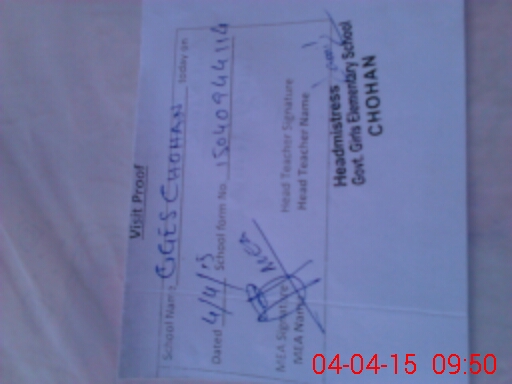 Visit Proof
School Name GGES CHOHAN today on
Dated 4/4/15 School form No. 15040944114
MEA Signature Head Teacher Signature
MEA Name Head Teacher Name
Headmistress
Govt. Girls Elementary School
CHOHAN
04-04-15 09:50